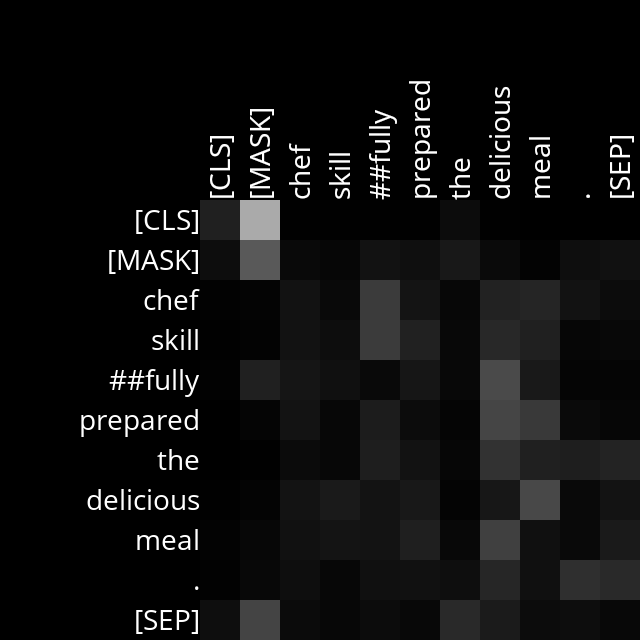 [CLS]
[MASK]
chef
skill
##fully
prepared
the
delicious
meal
.
[SEP]
[CLS]
[MASK]
chef
skill
##fully
prepared
the
delicious
meal
.
[SEP]